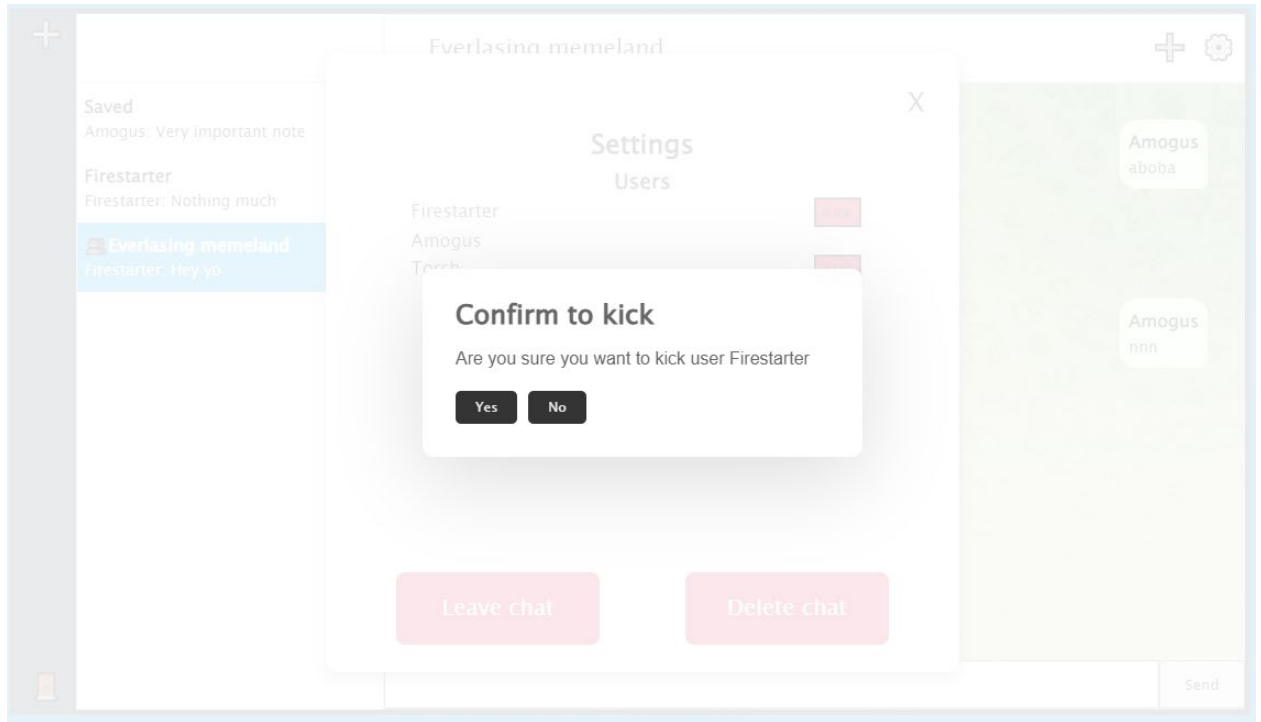 Everlasing memeland
Saved
Amogus: Very important note
Firestarter
Firestarter: Nothing much
Everlasing memeland
Firestarter: Hey yo
X
Settings
Users
Firestarter
Amogus
Torch
Confirm to kick
Are you sure you want to kick user Firestarter
Yes No
Leave chat Delete chat
Amogus
aboba
Amogus
nnn
Send